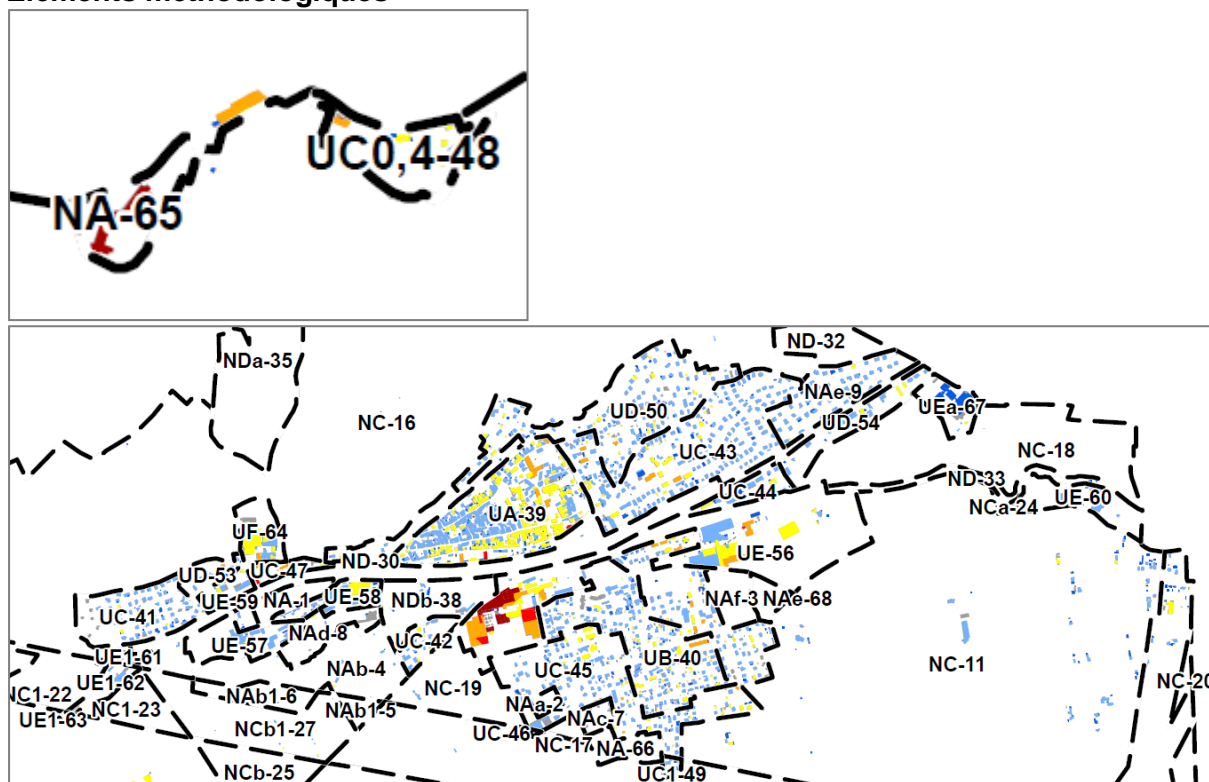 Eléments méthodologiques
UC0,4-48
NA-65
ND-32
NDa-35
NAe-9
UEa-67
UD-50
UD-54
NC-16
UC-43
NC-18
ND-33
UC-44
NCa-24
UE-60
UA-39
UF-64
UE-56
ND-30
UC-47
UD-53
UE-59
NA-1
UE-58
NDb-38
NAf-3
NAe-68
UC-41
NAd-8
UE-57
UC-42
UE1-61
NAb-4
UC-45
UB-40
NC-11
UE1-62
NC-20
NC1-22
NAb1-6
NC-19
NAa-2
NC1-23
NAb1-5
NAc-7
UE1-63
NCb1-27
UC-46
NC-17
NA-66
NCb-25
UC1-49